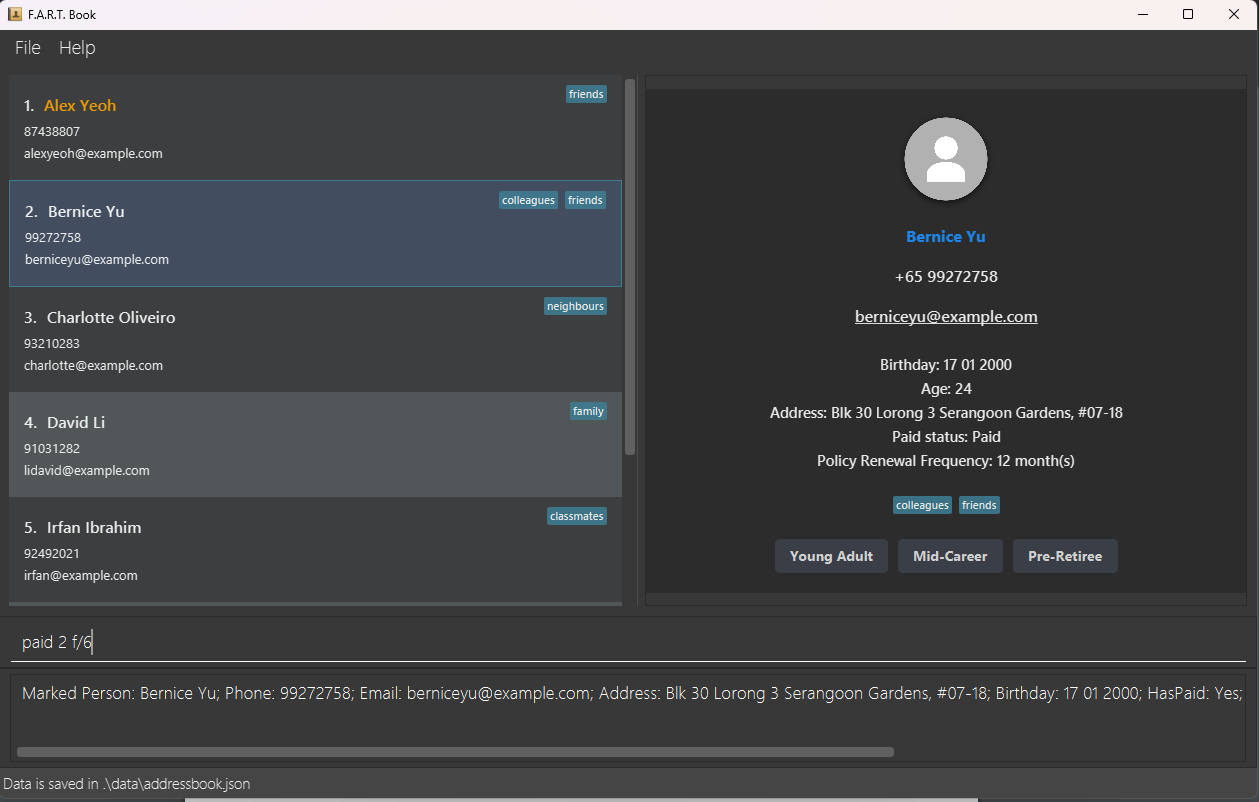 F.A.R.T. Book
File Help
1. Alex Yeoh
friends
87438807
alexyeoh@example.com
2. Bernice Yu
colleagues friends
99272758
berniceyu@example.com
3. Charlotte Oliveiro
neighbours
93210283
charlotte@example.com
4. David Li
family
91031282
lidavid@example.com
5. Irfan Ibrahim
classmates
92492021
irfan@example.com
Bernice Yu
+65 99272758
berniceyu@example.com
Birthday: 17 01 2000
Age: 24
Address: Blk 30 Lorong 3 Serangoon Gardens, #07-18
Paid status: Paid
Policy Renewal Frequency: 12 month(s)
colleagues friends
Young Adult Mid-Career Pre-Retiree
paid 2 f/6
Marked Person: Bernice Yu; Phone: 99272758; Email: berniceyu@example.com; Address: Blk 30 Lorong 3 Serangoon Gardens, #07-18; Birthday: 17 01 2000; HasPaid: Yes;
Data is saved in .\data\addressbook.json